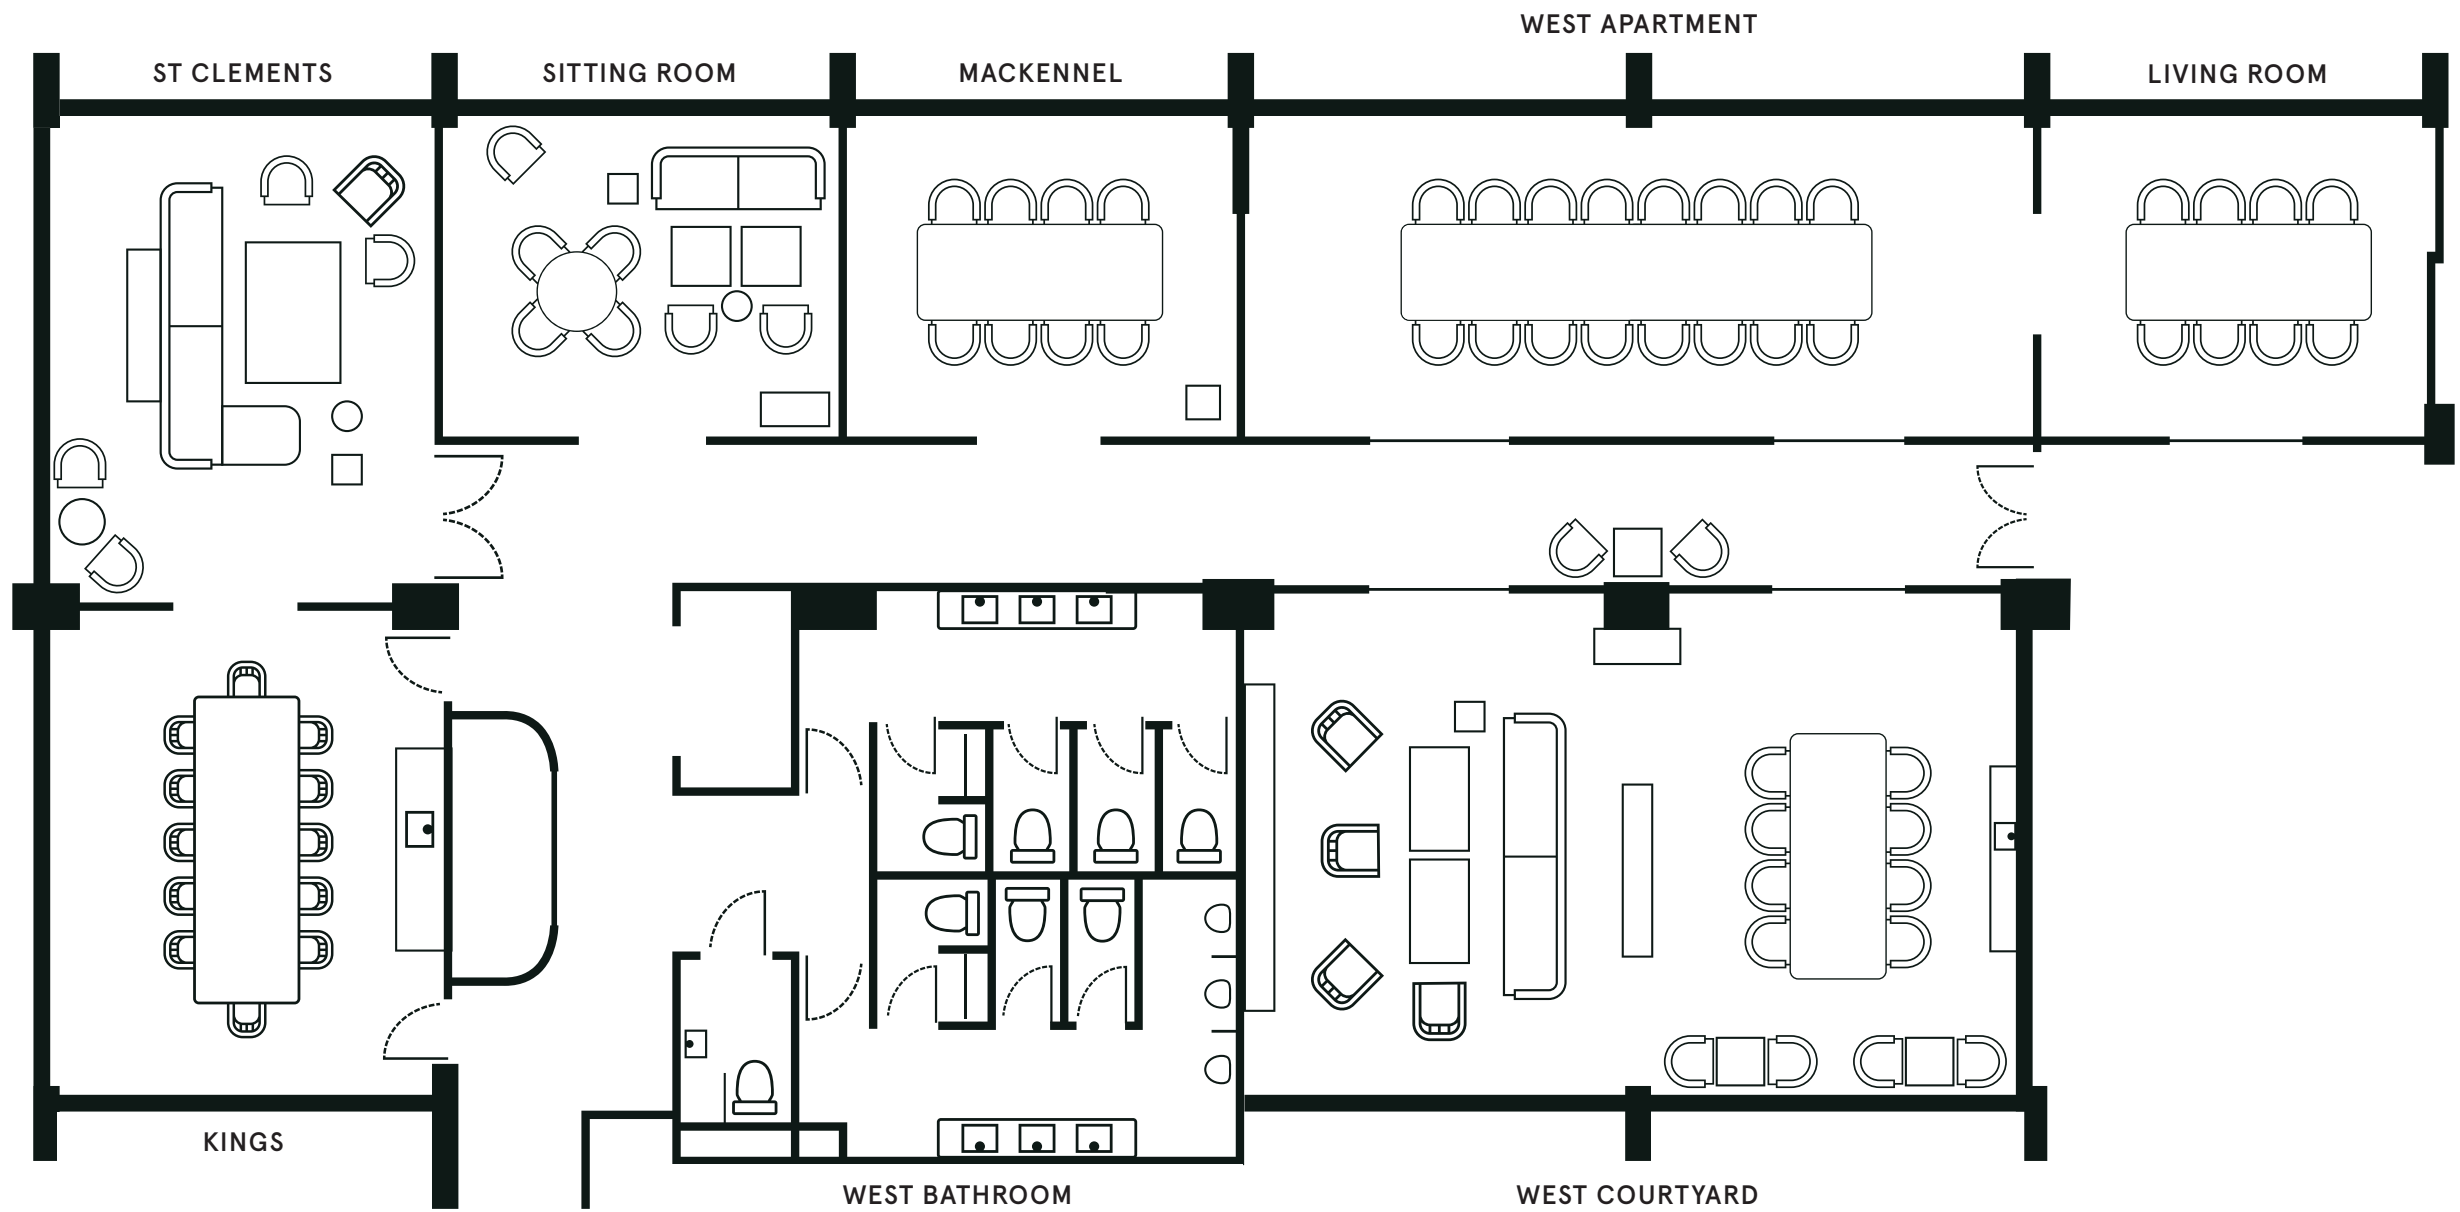 WEST APARTMENT
ST CLEMENTS
SITTING ROOM
MACKENNEL
LIVING ROOM
KINGS
WEST BATHROOM
WEST COURTYARD